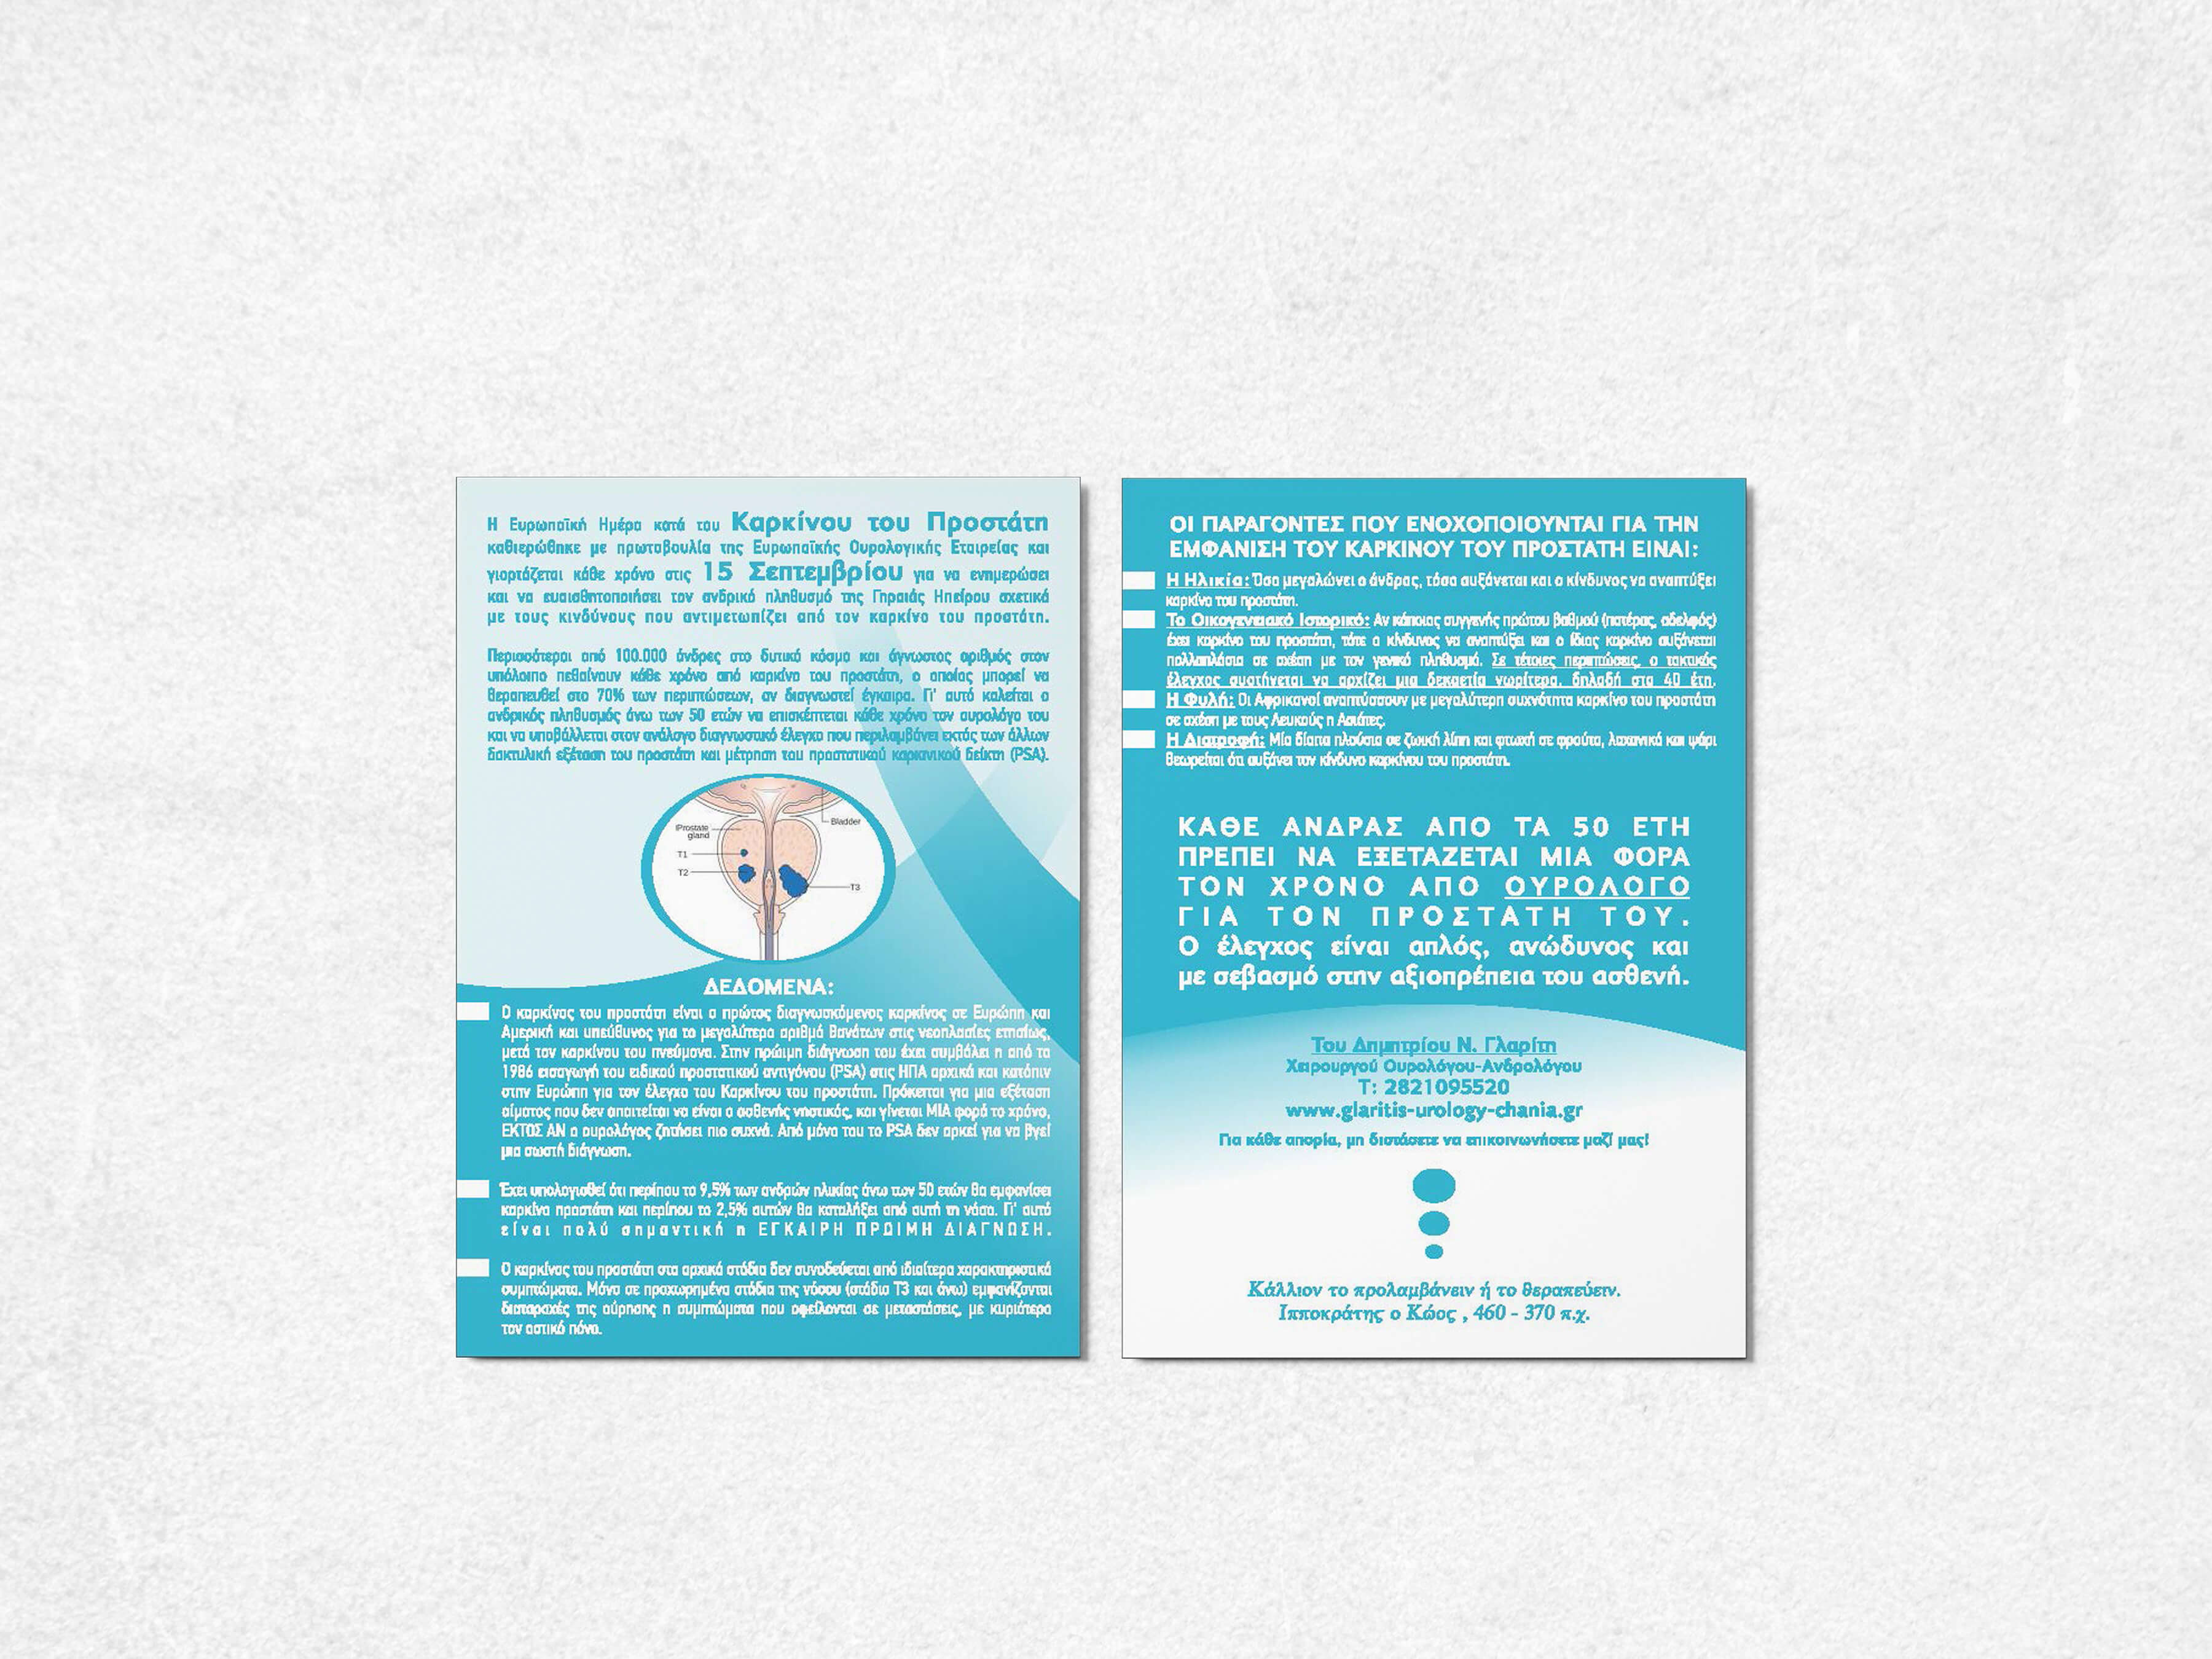 Η Ευρωπαϊκή Ημέρα κατά του Καρκίνου του Προστάτη
καθιερώθηκε με πρωτοβουλία της Ευρωπαϊκής Ουρολογικής Εταιρείας και
γιορτάζεται κάθε χρόνο στις 15 Σεπτεμβρίου για να ενημερώσει
και να ευαισθητοποιήσει τον ανδρικό πληθυσμό της Γηραιάς Ηπείρου σχετικά
με τους κινδύνους που αντιμετωπίζει από τον καρκίνο του προστάτη.
Περισσότεροι από 100.000 άνδρες στο δυτικό κόσμο και άγνωστος αριθμός στον
υπόλοιπο πεθαίνουν κάθε χρόνο από καρκίνο του προστάτη, ο οποίος μπορεί να
θεραπευθεί στο 70% των περιπτώσεων, αν διαγνωστεί έγκαιρα. Γι' αυτό καλείται ο
ανδρικός πληθυσμός άνω των 50 ετών να επισκέπτεται κάθε χρόνο τον ουρολόγο του
και να υποβάλλεται στον ανάλογο διαγνωστικό έλεγχο που περιλαμβάνει εκτός των άλλων
δακτυλική εξέταση του προστάτη και μέτρηση του προστατικού καρκινικού δείκτη (PSA).
Prostate
gland
Bladder
T1
T2
T3
ΔΕΔΟΜΕΝΑ:
Ο καρκίνος του προστάτη είναι ο πρώτος διαγνωσκόμενος καρκίνος σε Ευρώπη και
Αμερική και υπεύθυνος για το μεγαλύτερο αριθμό θανάτων στις νεοπλασίες ετησίως,
μετά τον καρκίνου του πνεύμονα. Στην πρώιμη διάγνωση του έχει συμβάλει η από το
1986 εισαγωγή του ειδικού προστατικού αντιγόνου (PSA) στις ΗΠΑ αρχικά και κατόπιν
στην Ευρώπη για τον έλεγχο του Καρκίνου του προστάτη. Πρόκειται για μια εξέταση
αίματος που δεν απαιτείται να είναι ο ασθενής νηστικός, και γίνεται ΜΙΑ φορά το χρόνο,
ΕΚΤΟΣ ΑΝ ο ουρολόγος ζητήσει πιο συχνά. Από μόνο του το PSA δεν αρκεί για να βγεί
μια σωστή διάγνωση.
Έχει υπολογισθεί ότι περίπου το 9,5% των ανδρών ηλικίας άνω των 50 ετών θα εμφανίσει
καρκίνο προστάτη και περίπου το 2,5% αυτών θα καταλήξει από αυτή τη νόσο. Γι' αυτό
είναι πολύ σημαντική η ΕΓΚΑΙΡΗ ΠΡΩΙΜΗ ΔΙΑΓΝΩΣΗ.
Ο καρκίνος του προστάτη στα αρχικά στάδια δεν συνοδεύεται από ιδιαίτερα χαρακτηριστικά
συμπτώματα. Μόνο σε προχωρημένα στάδια της νόσου (στάδιο T3 και άνω) εμφανίζονται
διαταραχές της ούρησης η συμπτώματα που οφείλονται σε μεταστάσεις, με κυριότερο
τον οστικό πόνο.
ΟΙ ΠΑΡΑΓΟΝΤΕΣ ΠΟΥ ΕΝΟΧΟΠΟΙΟΥΝΤΑΙ ΓΙΑ ΤΗΝ
ΕΜΦΑΝΙΣΗ ΤΟΥ ΚΑΡΚΙΝΟΥ ΤΟΥ ΠΡΟΣΤΑΤΗ ΕΙΝΑΙ:
Η Ηλικία: Όσο μεγαλώνει ο άνδρας, τόσο αυξάνεται και ο κίνδυνος να αναπτύξει
καρκίνο του προστάτη.
Το Οικογενειακό Ιστορικό: Αν κάποιος συγγενής πρώτου βαθμού (πατέρας, αδελφός)
έχει καρκίνο του προστάτη, τότε ο κίνδυνος να αναπτύξει και ο ίδιος καρκίνο αυξάνεται
πολλαπλάσια σε σχέση με τον γενικό πληθυσμό. Σε τέτοιες περιπτώσεις, ο τακτικός
έλεγχος συστήνεται να αρχίζει μια δεκαετία νωρίτερα, δηλαδή στα 40 έτη.
Η Φυλή: Οι Αφρικανοί αναπτύσσουν με μεγαλύτερη συχνότητα καρκίνο του προστάτη
σε σχέση με τους Λευκούς η Ασιάτες.
Η Διατροφή: Μία δίαιτα πλούσια σε ζωική λίπη και φτωχή σε φρούτα, λαχανικά και ψάρι
θεωρείται ότι αυξάνει τον κίνδυνο καρκίνου του προστάτη.
ΚΑΘΕ ΑΝΔΡΑΣ ΑΠΟ ΤΑ 50 ΕΤΗ
ΠΡΕΠΕΙ ΝΑ ΕΞΕΤΑΖΕΤΑΙ ΜΙΑ ΦΟΡΑ
ΤΟΝ ΧΡΟΝΟ ΑΠΟ ΟΥΡΟΛΟΓΟ
ΓΙΑ ΤΟΝ ΠΡΟΣΤΑΤΗ ΤΟΥ.
Ο έλεγχος είναι απλός, ανώδυνος και
με σεβασμό στην αξιοπρέπεια του ασθενή.
Του Δημητρίου Ν. Γλαρίτη
Χειρουργού Ουρολόγου-Ανδρολόγου
Τ: 2821095520
www.glaritis-urology-chania.gr
Για κάθε απορία, μη διστάσετε να επικοινωνήσετε μαζί μας!
Κάλλιον το προλαμβάνειν ή το θεραπεύειν.
Ιπποκράτης ο Κώος , 460 - 370 π.χ.